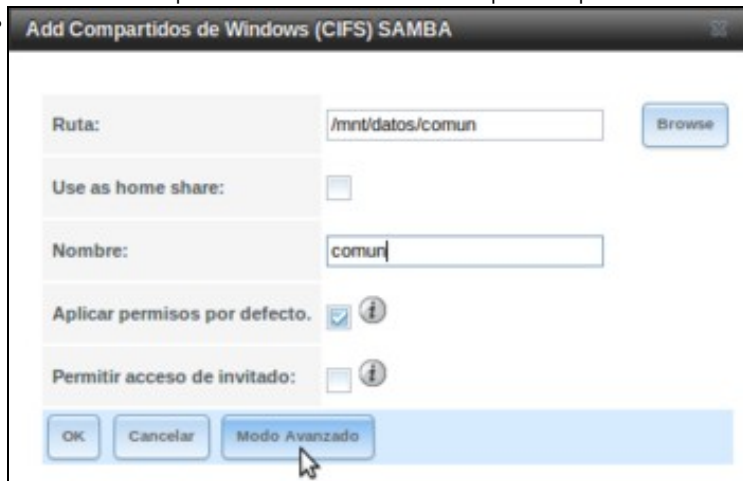 Add Compartidos de Windows (CIFS) SAMBA
Ruta: /mnt/datos/comun Browse
Use as home share:
Nombre: comun
Aplicar permisos por defecto.
Permitir acceso de invitado:
OK Cancelar Modo Avanzado